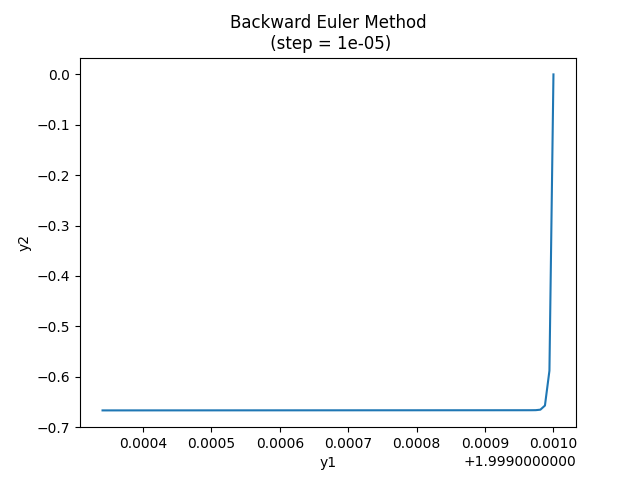 Backward Euler Method
(step = 1e-05)
0.0
−0.1
−0.2
−0.3
−0.4
−0.5
−0.6
−0.7
y2
0.0004 0.0005 0.0006 0.0007 0.0008 0.0009 0.0010
y1
+1.9990000000